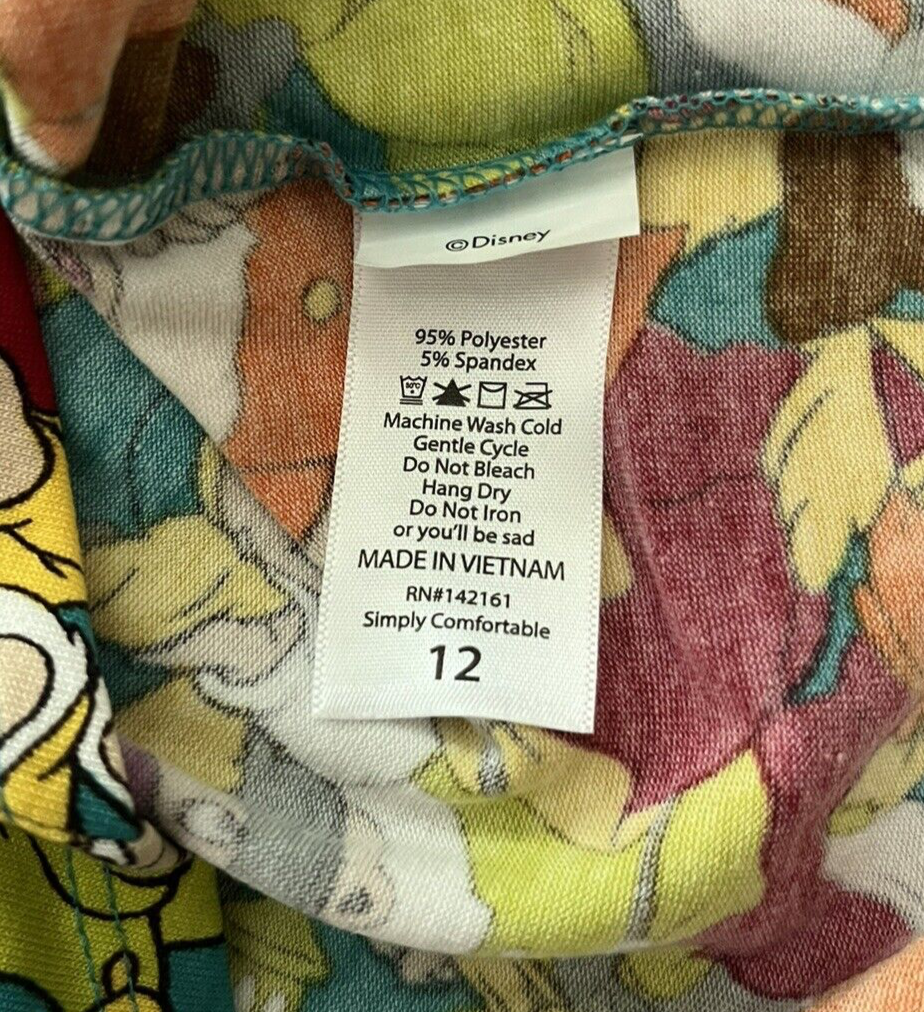 ©Disney
95% Polyester
5% Spandex
Machine Wash Cold
Gentle Cycle
Do Not Bleach
Hang Dry
Do Not Iron
or you'll be sad
MADE IN VIETNAM
RN#142161
Simply Comfortable
12